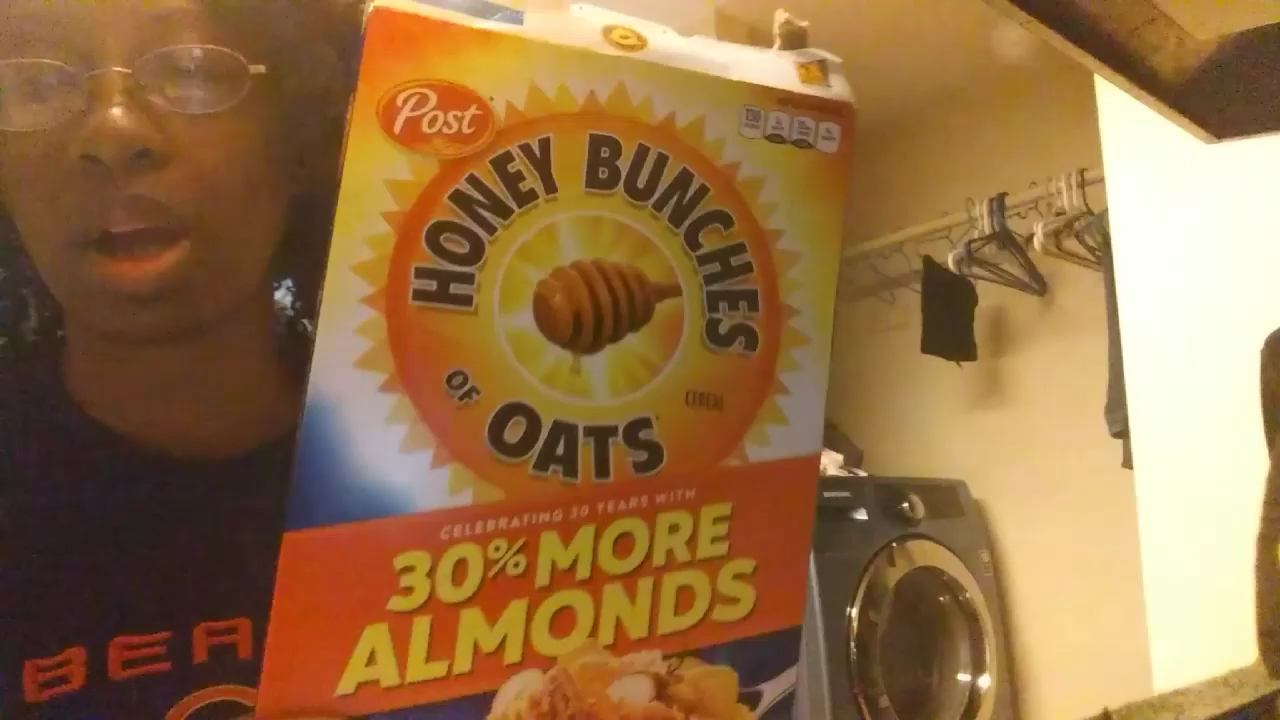 Post
HONEY BUNCHES
OF
OATS
CEREAL
CELEBRATING 30 YEARS WITH
30% MORE
ALMONDS
BEA